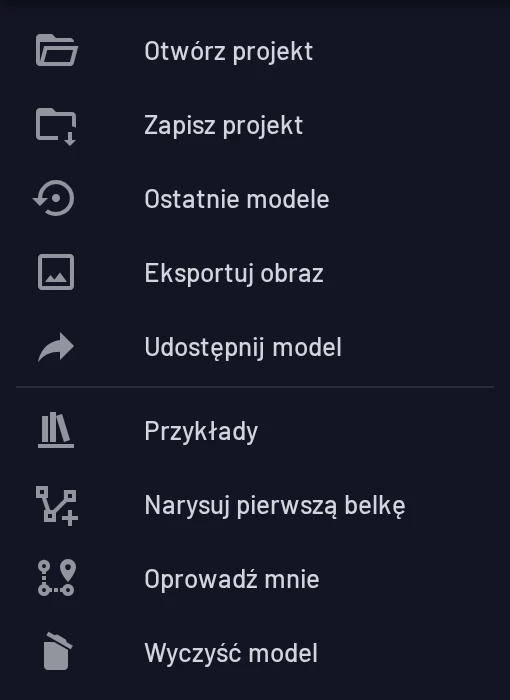 Otwórz projekt
Zapisz projekt
Ostatnie modele
Eksportuj obraz
Udostępnij model
Przykłady
Narysuj pierwszą belkę
Oprowadź mnie
Wyczyść model